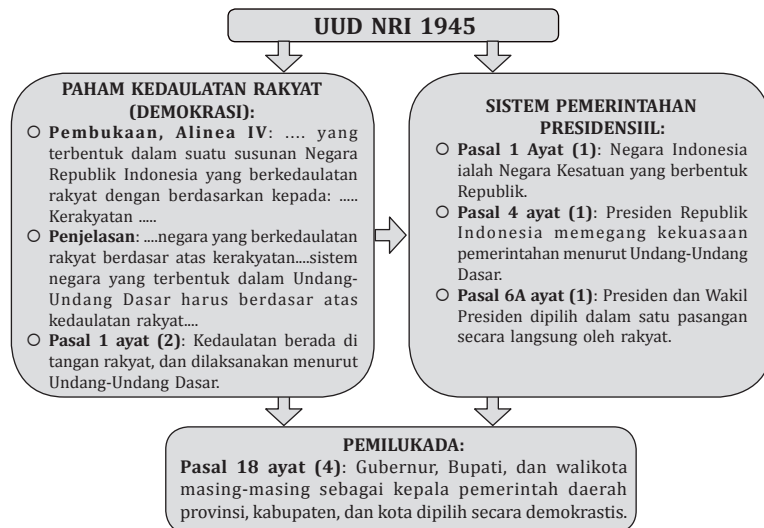 UUD NRI 1945
PAHAM KEDAULATAN RAKYAT
(DEMOKRASI):
Pembukaan, Alinea IV: .... yang
terbentuk dalam suatu susunan Negara
Republik Indonesia yang berkedaulatan
rakyat dengan berdasarkan kepada: .....
Kerakyatan .....
Penjelasan: ....negara yang berkedaulatan
rakyat berdasar atas kerakyatan....sistem
negara yang terbentuk dalam Undang-
Undang Dasar harus berdasar atas
kedaulatan rakyat....
Pasal 1 ayat (2): Kedaulatan berada di
tangan rakyat, dan dilaksanakan menurut
Undang-Undang Dasar.
SISTEM PEMERINTAHAN
PRESIDENSIIL:
Pasal 1 Ayat (1): Negara Indonesia
ialah Negara Kesatuan yang berbentuk
Republik.
Pasal 4 ayat (1): Presiden Republik
Indonesia memegang kekuasaan
pemerintahan menurut Undang-Undang
Dasar.
Pasal 6A ayat (1): Presiden dan Wakil
Presiden dipilih dalam satu pasangan
secara langsung oleh rakyat.
PEMILUKADA:
Pasal 18 ayat (4): Gubernur, Bupati, dan walikota
masing-masing sebagai kepala pemerintah daerah
provinsi, kabupaten, dan kota dipilih secara demokrastis.